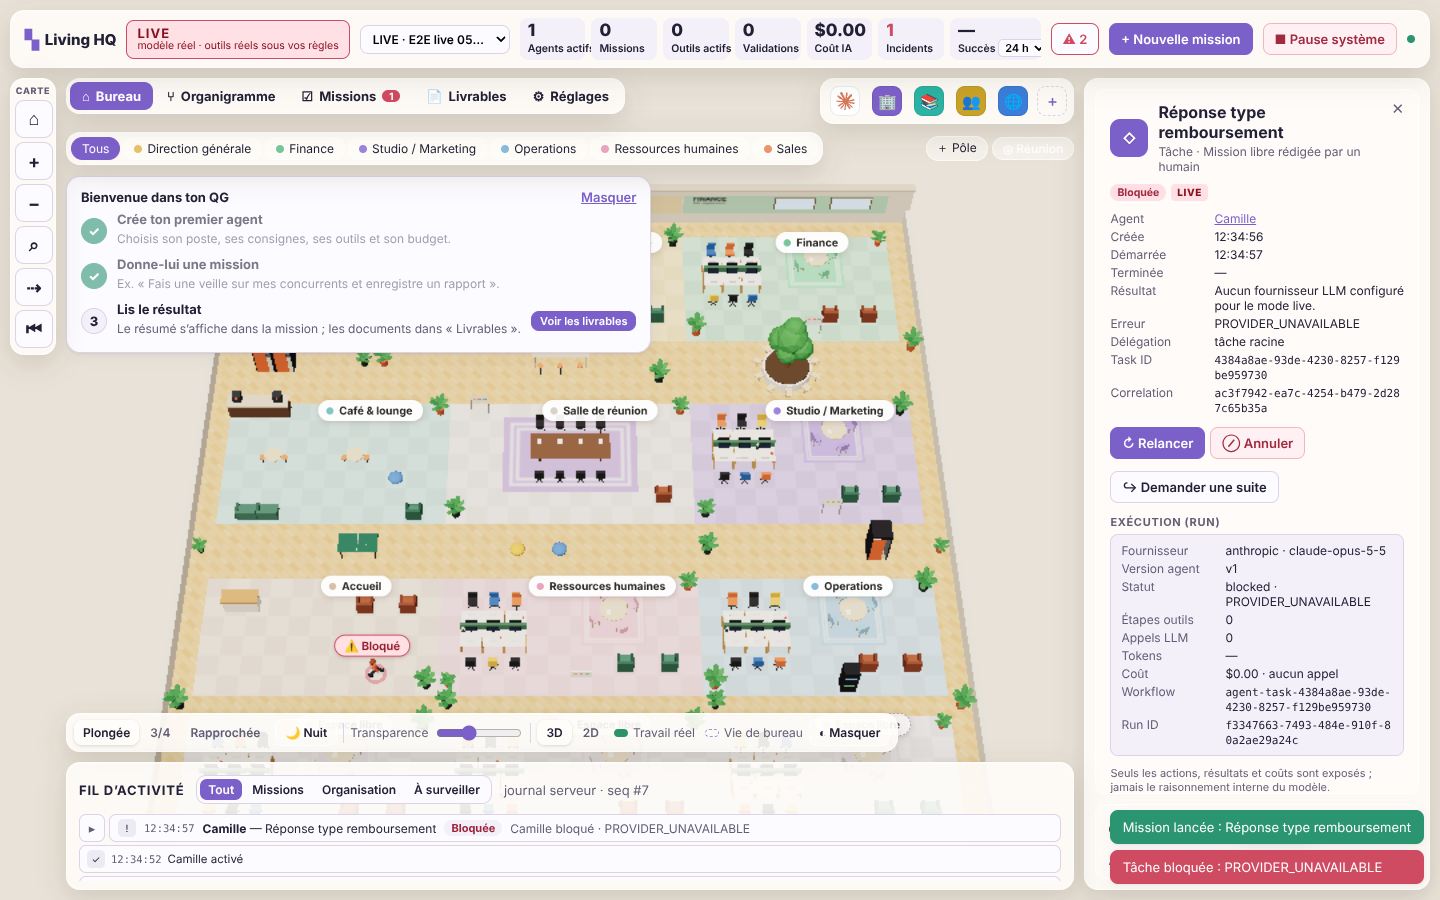 Living HQ
LIVE
modèle réel · outils réels sous vos règles
LIVE · E2E live 05...
1
Agents actifs
0
Missions
0
Outils actifs
0
Validations
$0.00
Coût IA
1
Incidents
—
Succès
24 h
⚠ 2
+ Nouvelle mission
■ Pause système
CARTE
⌂ Bureau
Organigramme
Missions 1
Livrables
Réglages
+
Tous
Direction générale
Finance
Studio / Marketing
Operations
Ressources humaines
Sales
+ Pôle
Réunion
Bienvenue dans ton QG
Masquer
Crée ton premier agent
Choisis son poste, ses consignes, ses outils et son budget.
Donne-lui une mission
Ex. « Fais une veille sur mes concurrents et enregistre un rapport ».
3
Lis le résultat
Le résumé s’affiche dans la mission ; les documents dans « Livrables ».
Voir les livrables
FINANCE
Finance
Café & lounge
Salle de réunion
Studio / Marketing
Accueil
Ressources humaines
Operations
⚠ Bloqué
Espace libre
Espace libre
Plongée
3/4
Rapprochée
Nuit
Transparence
3D
2D
Travail réel
Vie de bureau
Masquer
FIL D’ACTIVITÉ
Tout
Missions
Organisation
À surveiller
journal serveur · seq #7
! 12:34:57 Camille — Réponse type remboursement Bloquée Camille bloqué · PROVIDER_UNAVAILABLE
✓ 12:34:52 Camille activé
Réponse type
remboursement
×
Tâche · Mission libre rédigée par un
humain
Bloquée LIVE
Agent Camille
Créée 12:34:56
Démarrée 12:34:57
Terminée —
Résultat Aucun fournisseur LLM configuré
pour le mode live.
Erreur PROVIDER_UNAVAILABLE
Délégation tâche racine
Task ID 4384a8ae-93de-4230-8257-f129
be959730
Correlation ac3f7942-ea7c-4254-b479-2d28
7c65b35a
↻ Relancer
Annuler
↪ Demander une suite
EXÉCUTION (RUN)
Fournisseur anthropic · claude-opus-5-5
Version agent v1
Statut blocked ·
PROVIDER_UNAVAILABLE
Étapes outils 0
Appels LLM 0
Tokens —
Coût $0.00 · aucun appel
Workflow agent-task-4384a8ae-93de-
4230-8257-f129be959730
Run ID f3347663-7493-484e-910f-8
0a2ae29a24c
Seuls les actions, résultats et coûts sont exposés ;
jamais le raisonnement interne du modèle.
Mission lancée : Réponse type remboursement
Tâche bloquée : PROVIDER_UNAVAILABLE